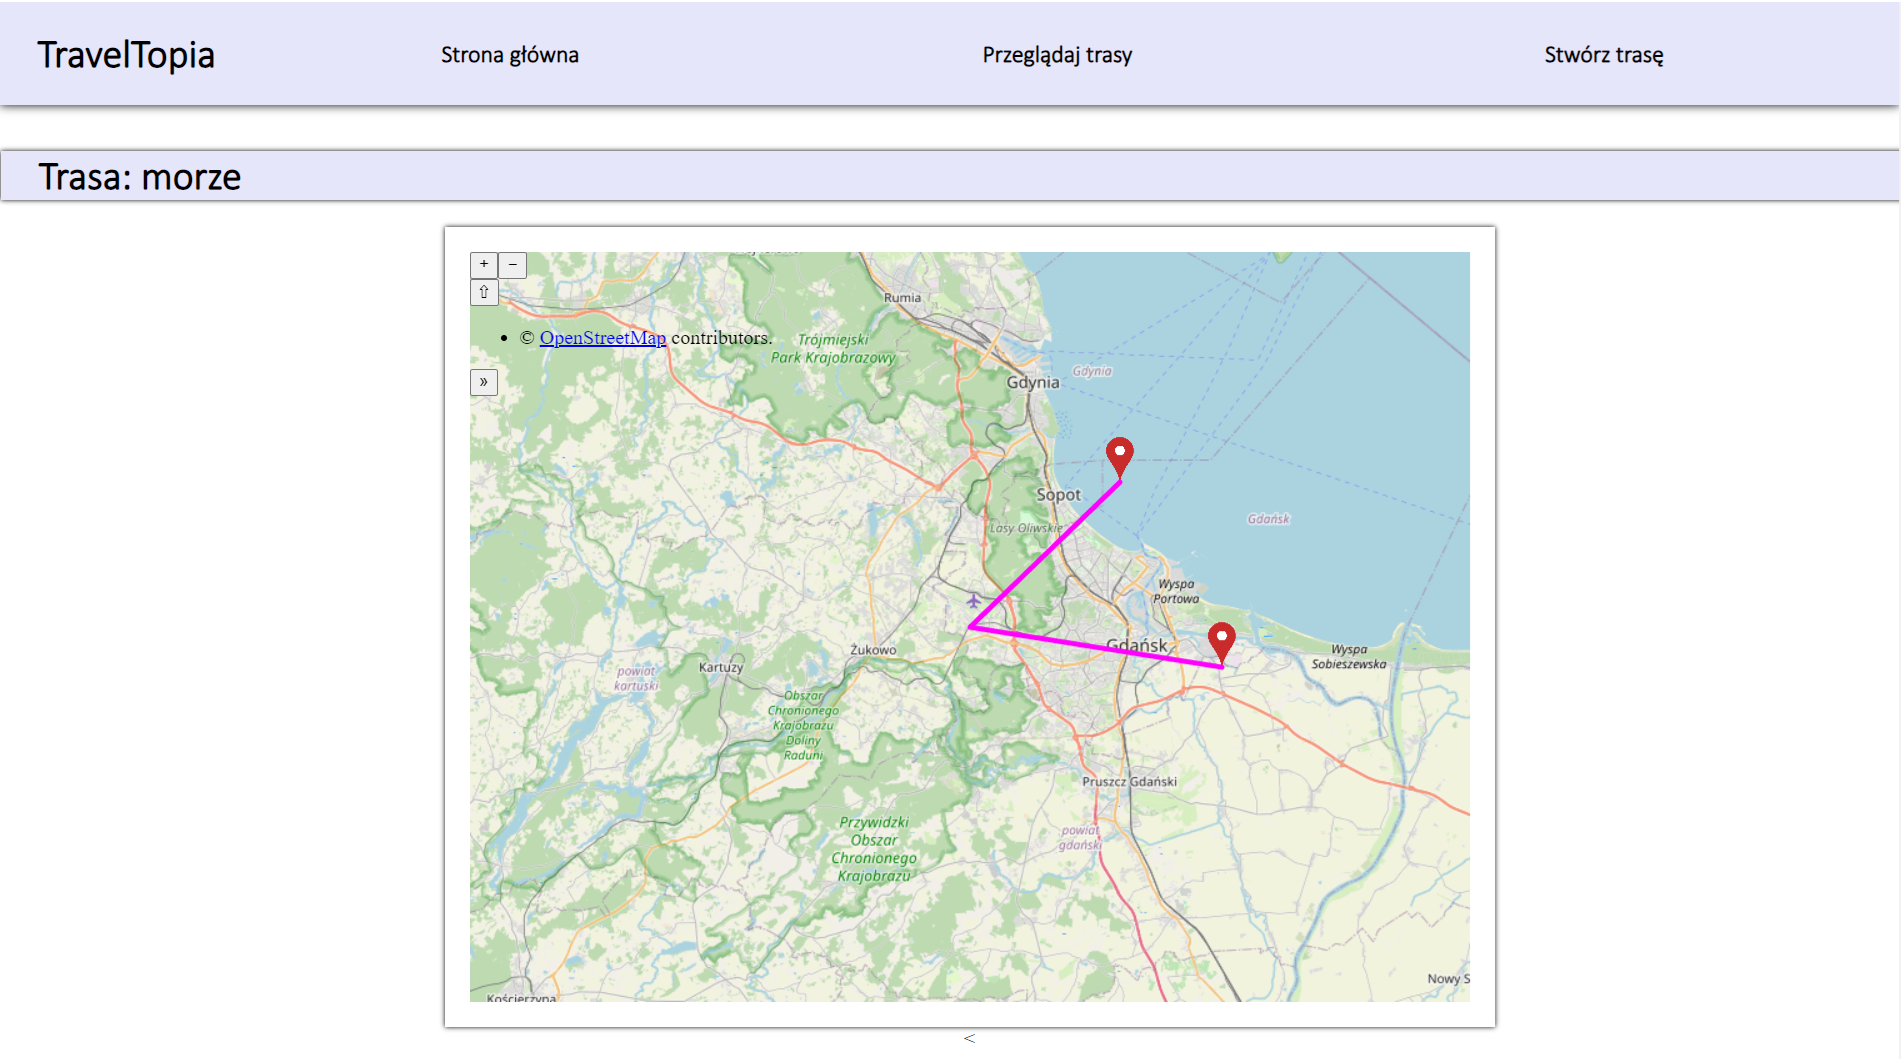 TravelTopia
Strona główna
Przeglądaj trasy
Stwórz trasę
Trasa: morze
+
−
⇧
© OpenStreetMap contributors.
»
Rumia
Trójmiejski
Park Krajobrazowy
Gdynia
Gdynia
Sopot
Lasy Oliwskie
Gdańsk
Wyspa
Portowa
Gdańsk
Żukowo
Kartuzy
powiat
kartuski
Wyspa
Sobieszewska
Obszar
Chronionego
Krajobrazu
Doliny
Raduni
Pruszcz Gdański
Przywidzki
Obszar
Chronionego
Krajobrazu
powiat
gdański
Nowy S
Kościerzyna
<